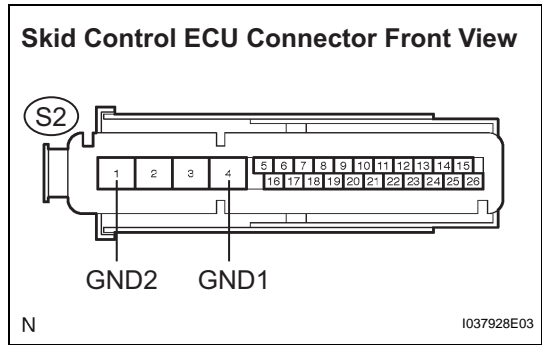 Skid Control ECU Connector Front View
S2
5 6 7 8 9 10 11 12 13 14 15
1 2 3 4
16 17 18 19 20 21 22 23 24 25 26
GND2 GND1
N I037928E03